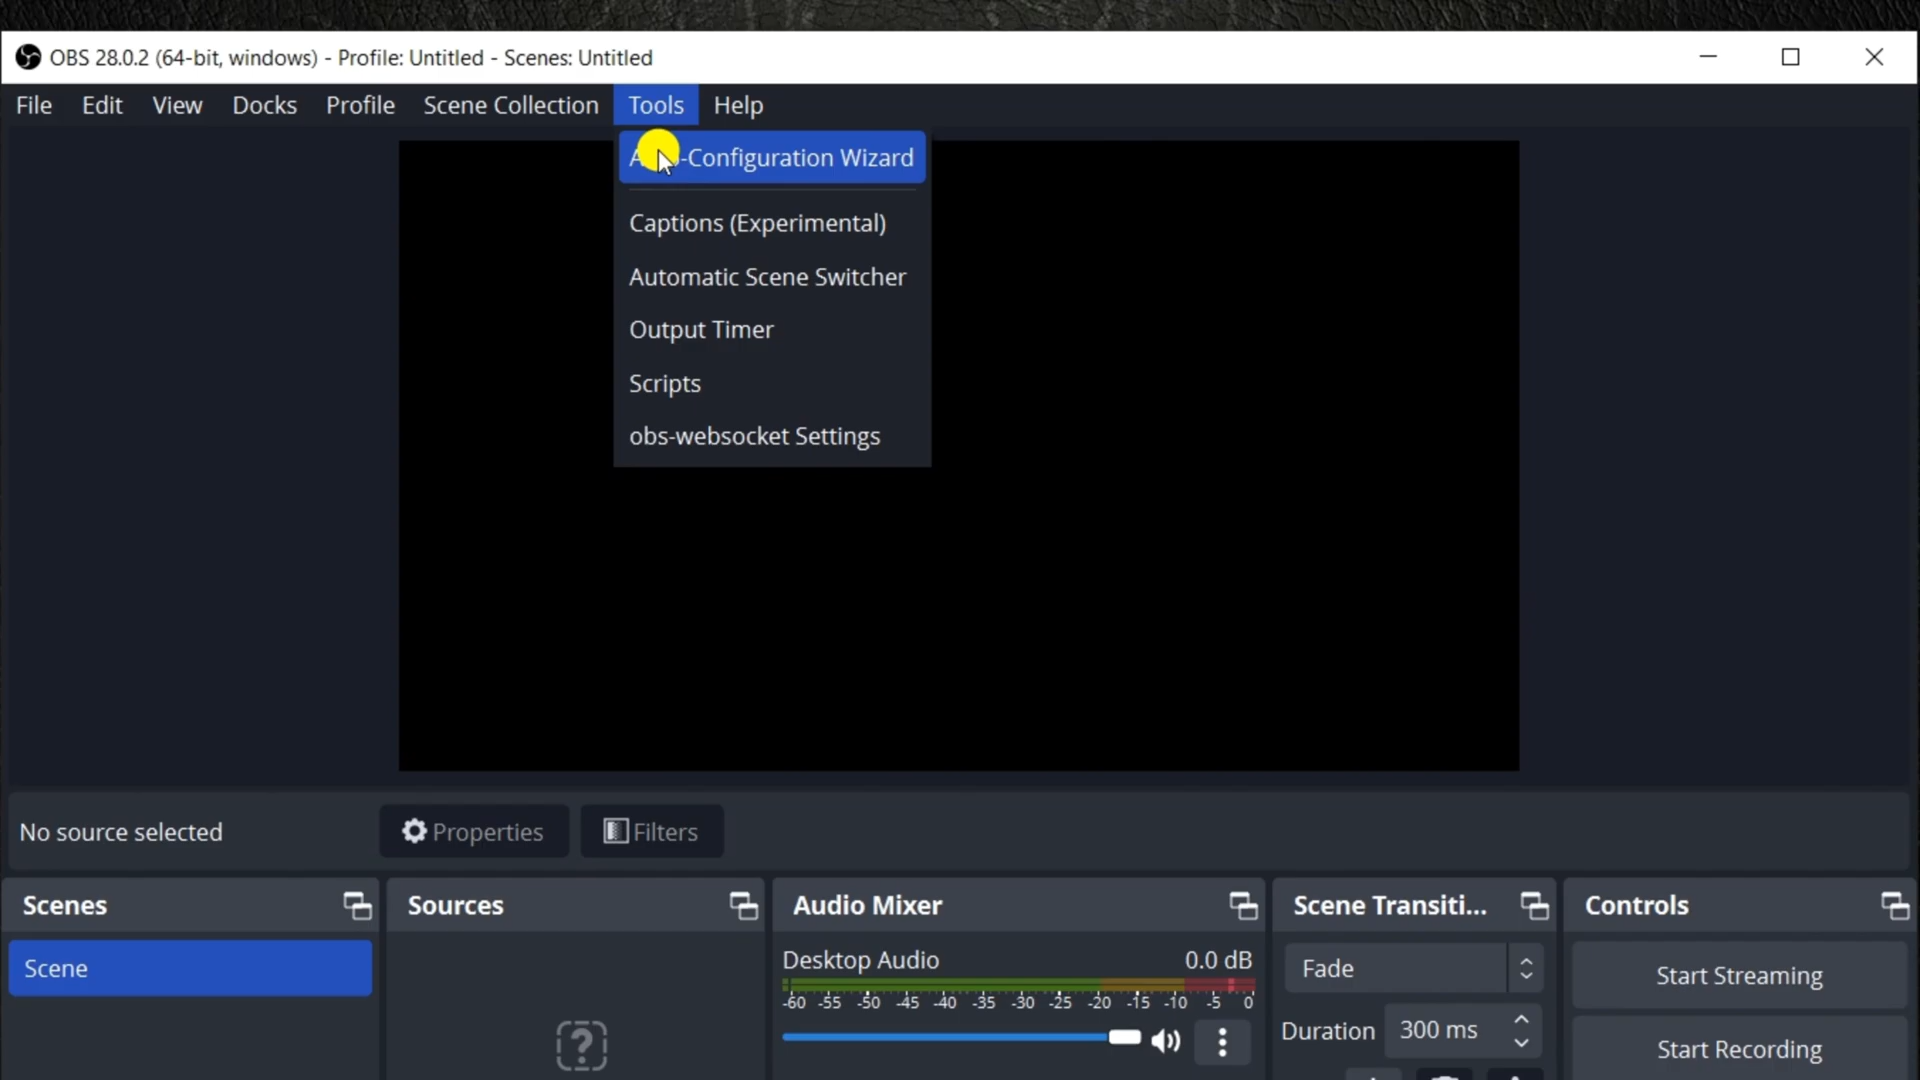 OBS 28.0.2 (64-bit, windows) - Profile: Untitled - Scenes: Untitled
File Edit View Docks Profile Scene Collection Tools Help
-Configuration Wizard
Captions (Experimental)
Automatic Scene Switcher
Output Timer
Scripts
obs-websocket Settings
No source selected Properties Filters
Scenes Sources Audio Mixer Scene Transiti... Controls
Scene Desktop Audio 0.0 dB Fade Start Streaming
-60 -55 -50 -45 -40 -35 -30 -25 -20 -15 -10 -5 0
Duration 300 ms Start Recording